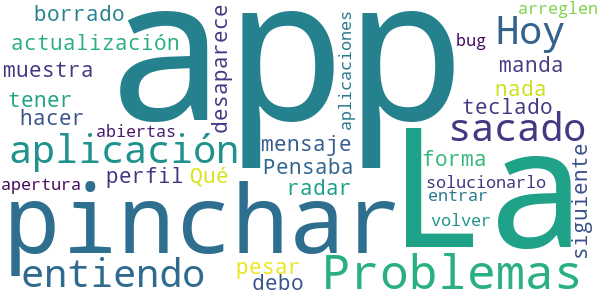 borrado
app
Hoy
arreglen
actualización
desaparece
aplicaciones
bug
muestra
manda
tener
nada
hacer
teclado
abiertas
sacado
aplicación
mensaje
La
forma
Pensaba
siguiente
apertura
perfil
Qué
radar
solucionarlo
pinchar
entrar
volver
entiendo
pesar
debo
Problemas